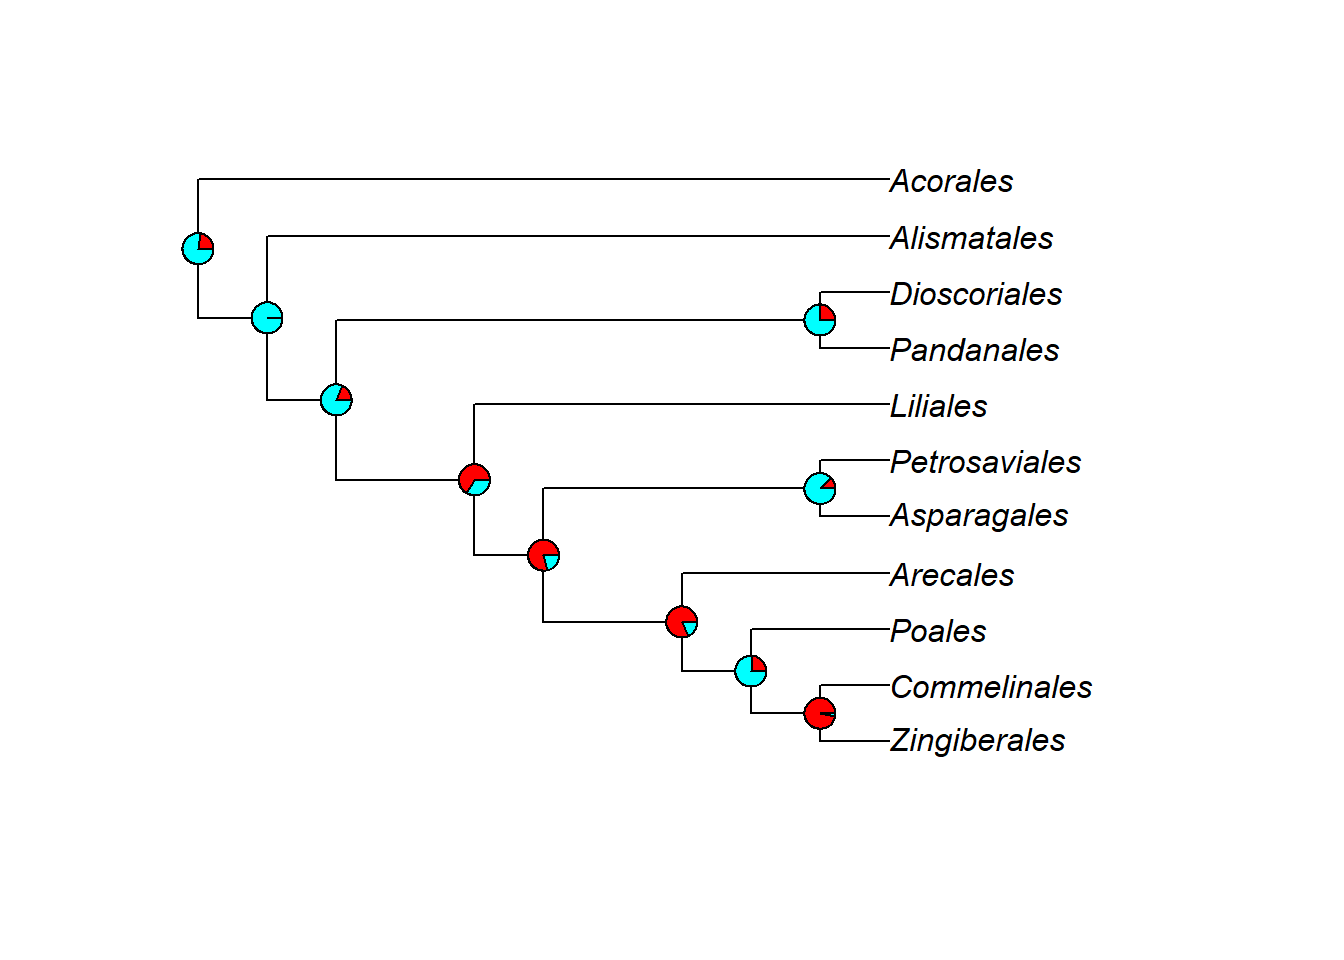 Acorales
Alismatales
Dioscoriales
Pandanales
Liliales
Petrosaviales
Asparagales
Arecales
Poales
Commelinales
Zingiberales